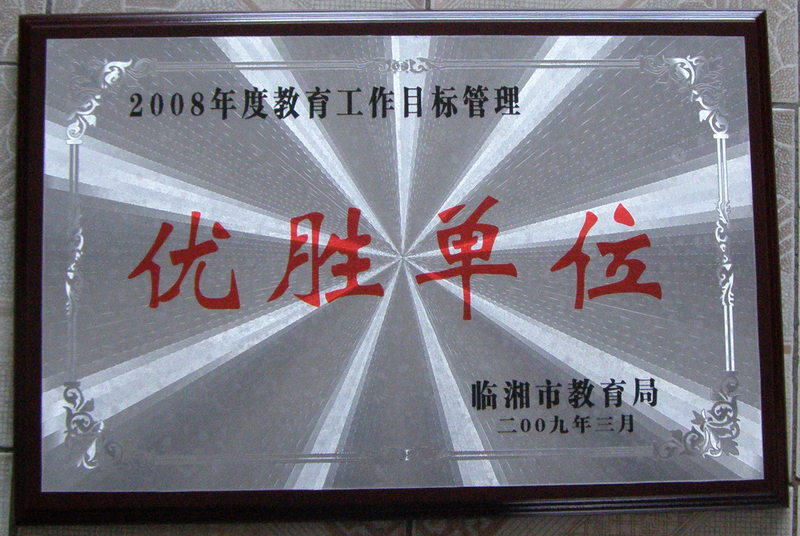 2008年度教育工作目标管理
优胜单位
临湘市教育局
二00九年三月